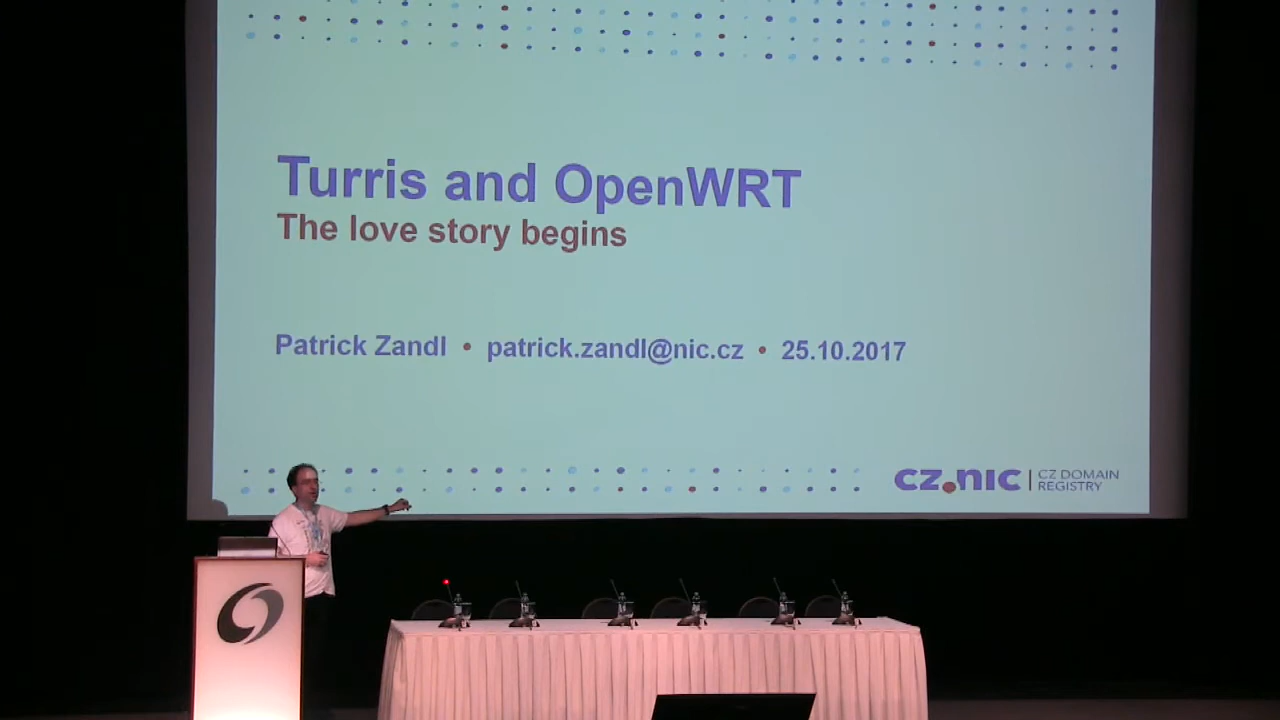 Turris and OpenWRT
The love story begins
Patrick Zandl • patrick.zandl@nic.cz • 25.10.2017
cz.nic | CZ DOMAIN
REGISTRY